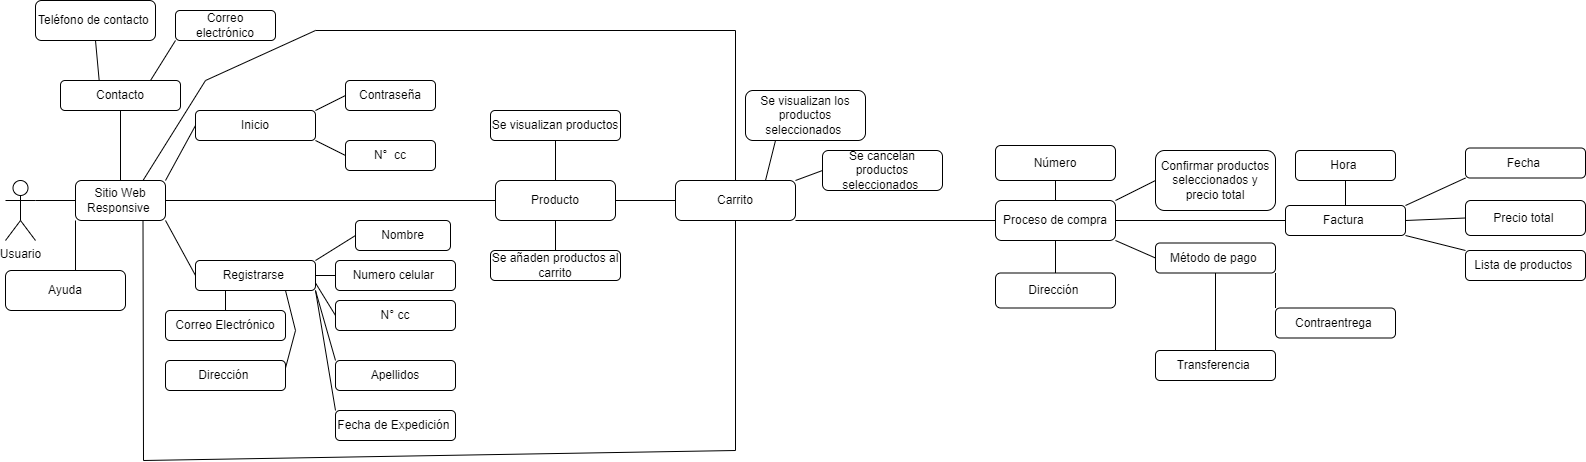 Teléfono de contacto
Correo
electrónico
Contacto
Inicio
Contraseña
N° cc
Se visualizan productos
Se visualizan los
productos
seleccionados
Se cancelan
productos
seleccionados
Usuario
Sitio Web
Responsive
Producto
Carrito
Ayuda
Se añaden productos al
carrito
Registrarse
Nombre
Numero celular
N° cc
Correo Electrónico
Dirección
Apellidos
Fecha de Expedición
Número
Confirmar productos
seleccionados y
precio total
Proceso de compra
Dirección
Método de pago
Contraentrega
Transferencia
Hora
Fecha
Factura
Precio total
Lista de productos